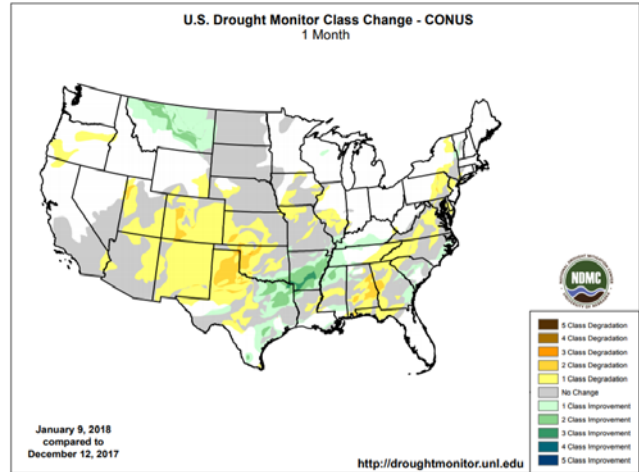 U.S. Drought Monitor Class Change - CONUS
1 Month
NDMC
5 Class Degradation
4 Class Degradation
3 Class Degradation
2 Class Degradation
1 Class Degradation
No Change
1 Class Improvement
2 Class Improvement
3 Class Improvement
4 Class Improvement
5 Class Improvement
January 9, 2018
compared to
December 12, 2017
http://droughtmonitor.unl.edu